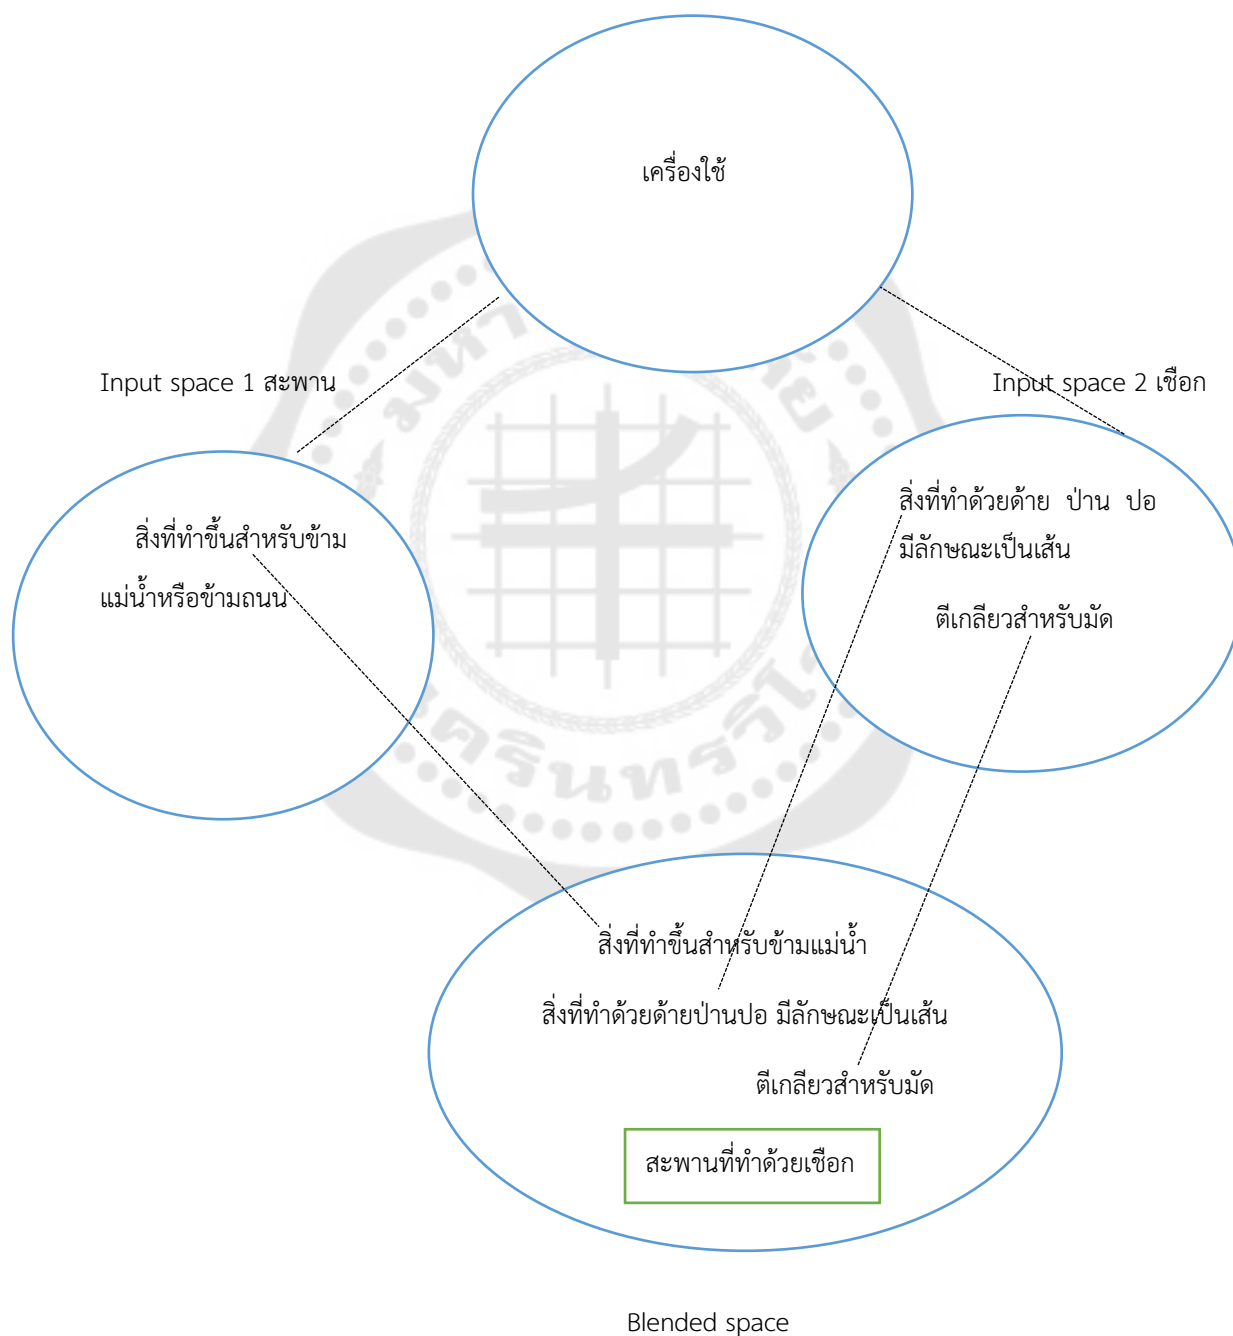 เครื่องใช้
Input space 1 สะพาน
Input space 2 เชือก
สิ่งที่ทำขึ้นสำหรับข้าม
แม่น้ำหรือข้ามถนน
สิ่งที่ทำด้วยด้าย ป่าน ปอ
มีลักษณะเป็นเส้น
ตีเกลียวสำหรับมัด
สิ่งที่ทำขึ้นสำหรับข้ามแม่น้ำ
สิ่งที่ทำด้วยด้ายป่านปอ มีลักษณะเป็นเส้น
ตีเกลียวสำหรับมัด
สะพานที่ทำด้วยเชือก
Blended space